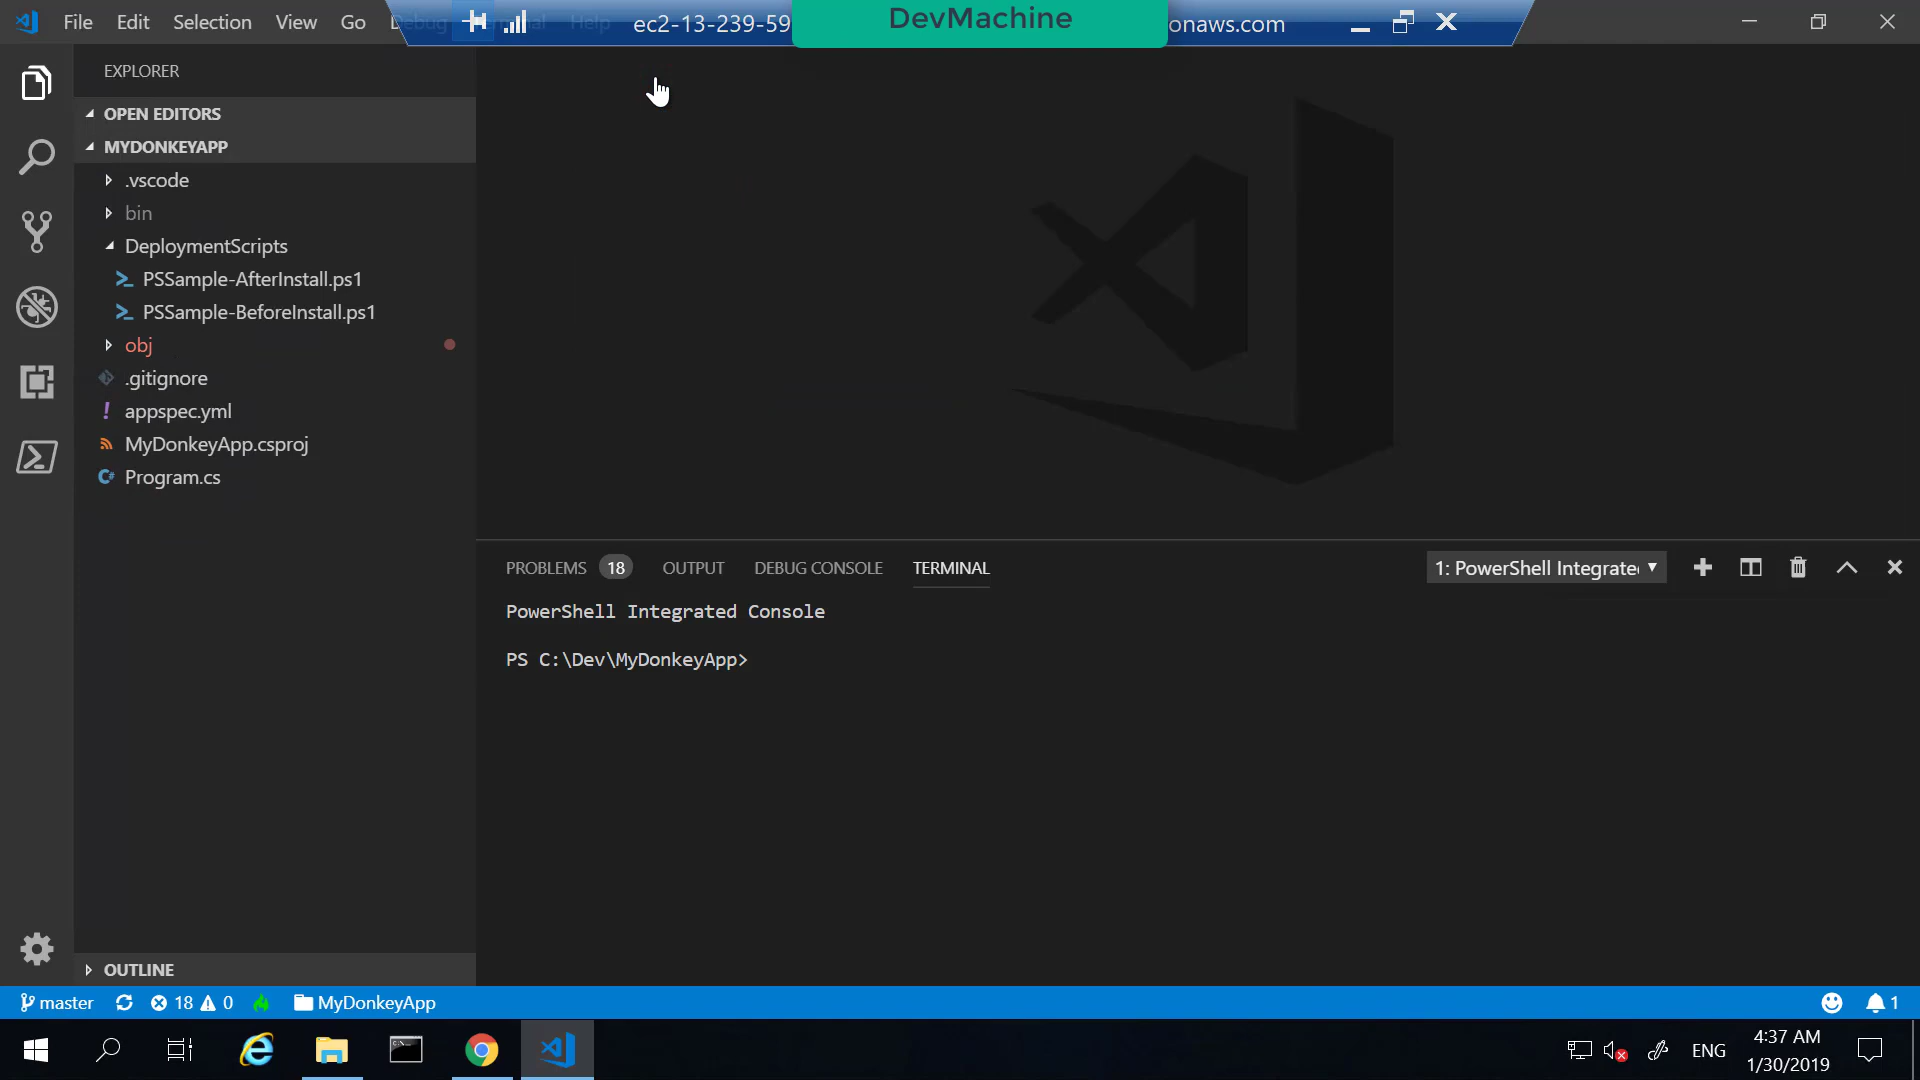 File Edit Selection View Go Debug Terminal Help
ec2-13-239-59
DevMachine
onaws.com
EXPLORER
OPEN EDITORS
MYDONKEYAPP
.vscode
bin
DeploymentScripts
PSSample-AfterInstall.ps1
PSSample-BeforeInstall.ps1
obj
.gitignore
appspec.yml
MyDonkeyApp.csproj
Program.cs
OUTLINE
PROBLEMS 18 OUTPUT DEBUG CONSOLE TERMINAL
1: PowerShell Integrate
PowerShell Integrated Console
PS C:\Dev\MyDonkeyApp>
master 18 0 MyDonkeyApp
1
ENG
4:37 AM
1/30/2019